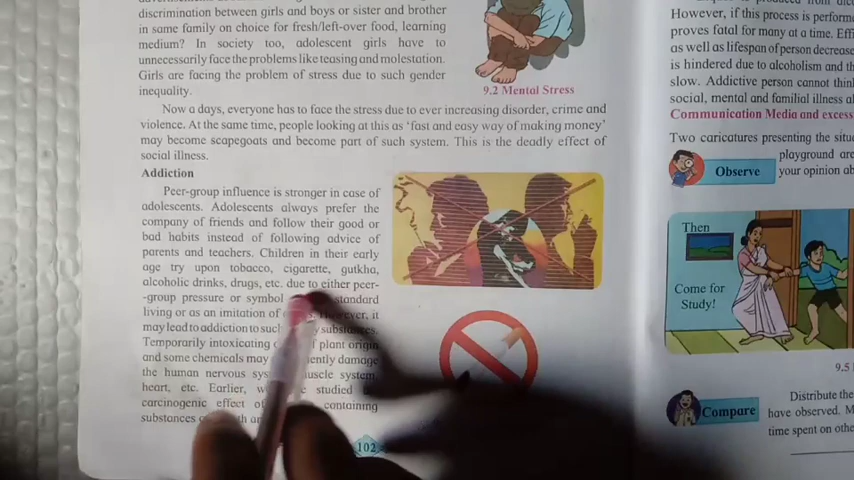 discrimination between girls and boys or sister and brother
in same family on choice for fresh/left-over food, learning
medium? In society too, adolescent girls have to
unnecessarily face the problems like teasing and molestation.
Girls are facing the problem of stress due to such gender
inequality.
9.2 Mental Stress
Now a days, everyone has to face the stress due to ever increasing disorder, crime and
violence. At the same time, people looking at this as 'fast and easy way of making money'
may become scapegoats and become part of such system. This is the deadly effect of
social illness.
Addiction
Peer-group influence is stronger in case of
adolescents. Adolescents always prefer the
company of friends and follow their good or
bad habits instead of following advice of
parents and teachers. Children in their early
age try upon tobacco, cigarette, gutkha,
alcoholic drinks, drugs, etc. due to either peer-
-group pressure or symbol standard
living or as an imitation of However, it
may lead to addiction to such substances.
Temporarily intoxicating of plant origin
and some chemicals may damage
the human nervous system,
heart, etc. Earlier, studied
carcinogenic effect of containing
substances
102
However, if this process is
proves fatal for many at a time.
as well as lifespan of person
is hindered due to alcoholism and
slow. Addictive person cannot
social, mental and familial illness
Communication Media and
Two caricatures presenting the
Observe
playground are
your opinion
Then
Come for
Study!
9.5
Compare
Distribute the
have observed. M
time spent on